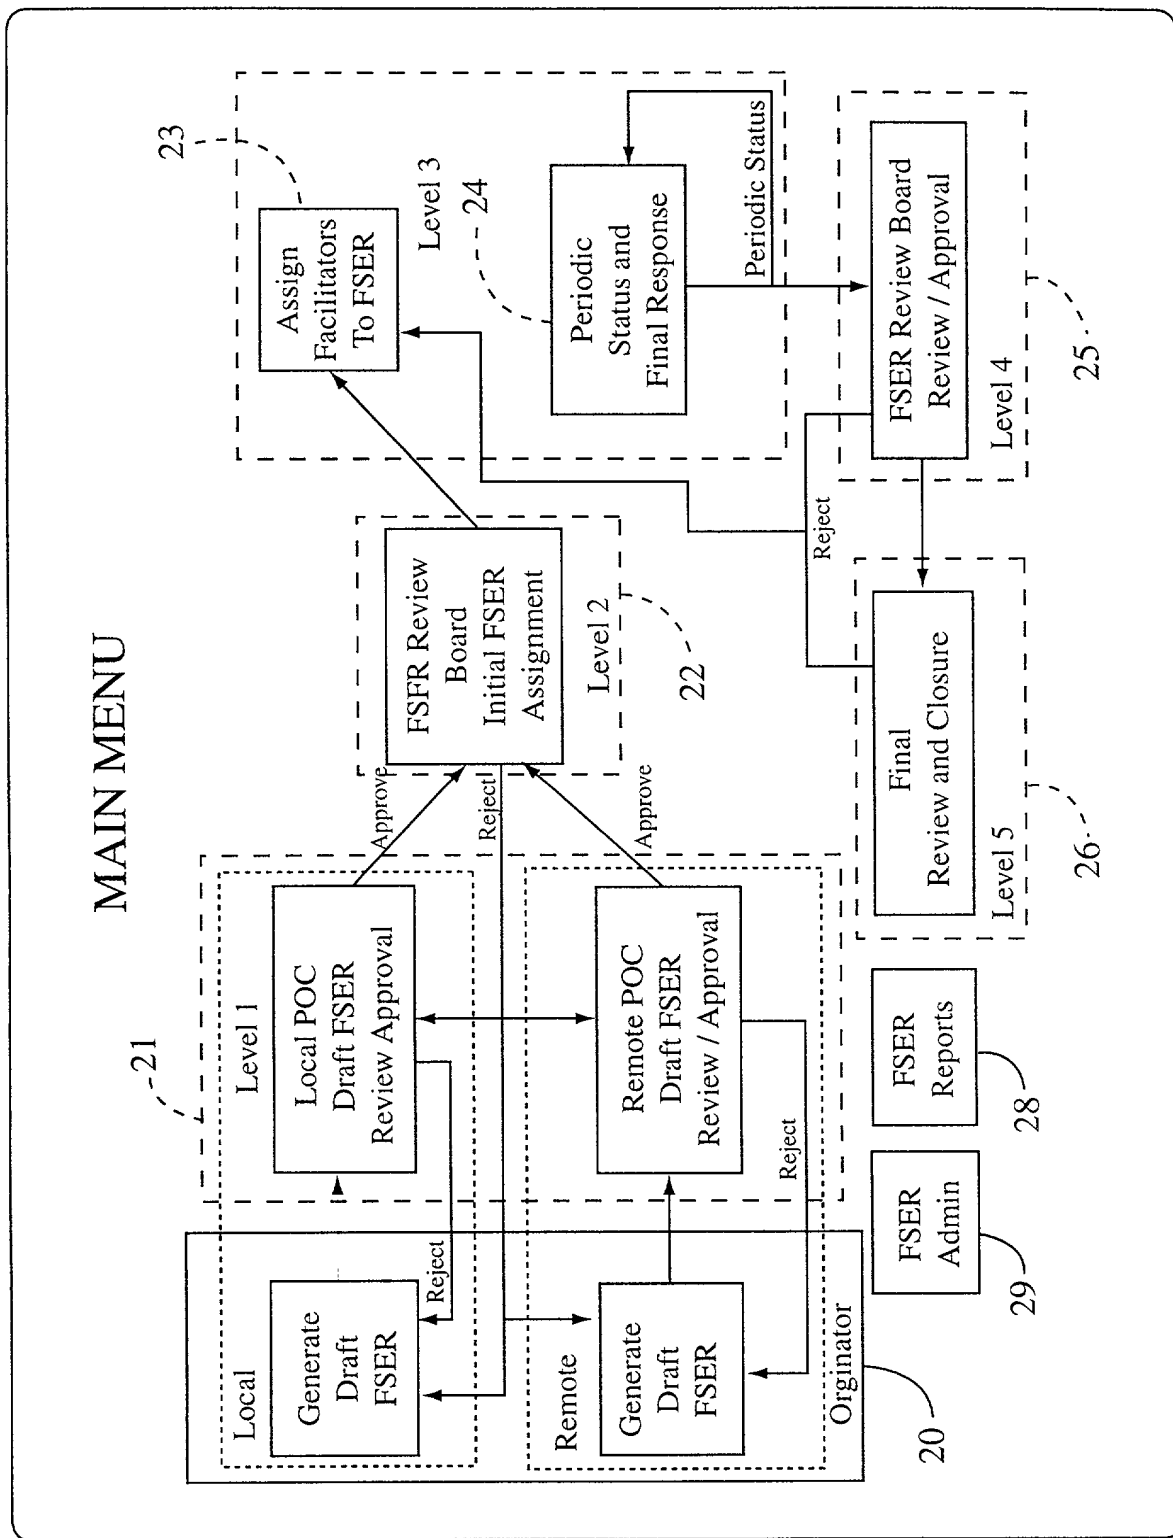 MAIN MENU
21
Level 1
Local
Generate
Draft
FSER
Local POC
Draft FSER
Review Approval
Reject
Approve
Reject
Approve
FSFR Review
Board
Initial FSER
Assignment
Level 2
22
Assign
Facilitators
To FSER
23
Level 3
24
Periodic
Status and
Final Response
Periodic Status
Remote
Generate
Draft
FSER
Remote POC
Draft FSER
Review / Approval
Reject
Orginator
20
Reject
FSER Review Board
Review / Approval
Level 4
25
Final
Review and Closure
Level 5
26
FSER
Reports
28
FSER
Admin
29